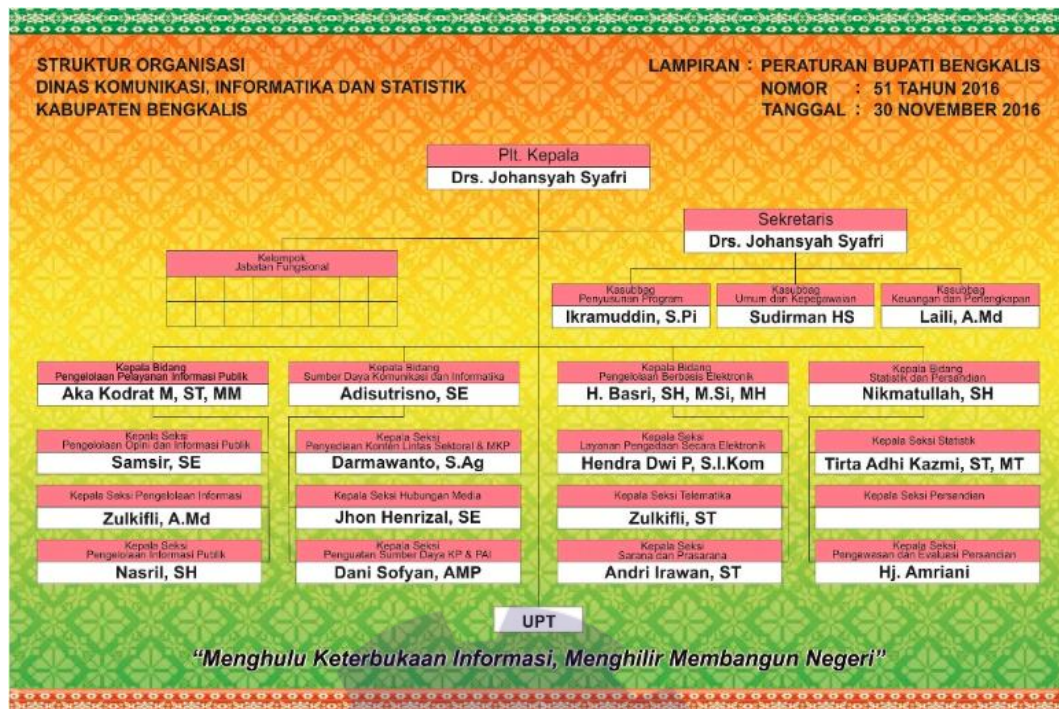 STRUKTUR ORGANISASI
DINAS KOMUNIKASI, INFORMATIKA DAN STATISTIK
KABUPATEN BENGKALIS
LAMPIRAN : PERATURAN BUPATI BENGKALIS
NOMOR : 51 TAHUN 2016
TANGGAL : 30 NOVEMBER 2016
Plt. Kepala
Drs. Johansyah Syafri
Sekretaris
Drs. Johansyah Syafri
Kelompok
Jabatan Fungsional
Kasubbag
Penyusunan Program
Ikramuddin, S.Pi
Kasubbag
Umum dan Kepegawaian
Sudirman HS
Kasubbag
Keuangan dan Perlengkapan
Laili, A.Md
Kepala Bidang
Pengelolaan Pelayanan Informasi Publik
Aka Kodrat M, ST, MM
Kepala Bidang
Sumber Daya Komunikasi dan Informatika
Adisutrisno, SE
Kepala Bidang
Pengelolaan Berbasis Elektronik
H. Basri, SH, M.Si, MH
Kepala Bidang
Statistik dan Persandian
Nikmatullah, SH
Kepala Seksi
Pengelolaan Opini dan Informasi Publik
Samsir, SE
Kepala Seksi
Penyediaan Konten Lintas Sektoral & MKP
Darmawanto, S.Ag
Kepala Seksi
Layanan Pengadaan Secara Elektronik
Hendra Dwi P, S.I.Kom
Kepala Seksi Statistik
Tirta Adhi Kazmi, ST, MT
Kepala Seksi Pengelolaan Informasi
Zulkifli, A.Md
Kepala Seksi Hubungan Media
Jhon Henrizal, SE
Kepala Seksi Telematika
Zulkifli, ST
Kepala Seksi Persandian
Kepala Seksi
Pengelolaan Informasi Publik
Nasril, SH
Kepala Seksi
Penguatan Sumber Daya KP & PAI
Dani Sofyan, AMP
Kepala Seksi
Sarana dan Prasarana
Andri Irawan, ST
Kepala Seksi
Pengewasan dan Evaluasi Persandian
Hj. Amriani
UPT
“Menghulu Keterbukaan Informasi, Menghilir Membangun Negeri”